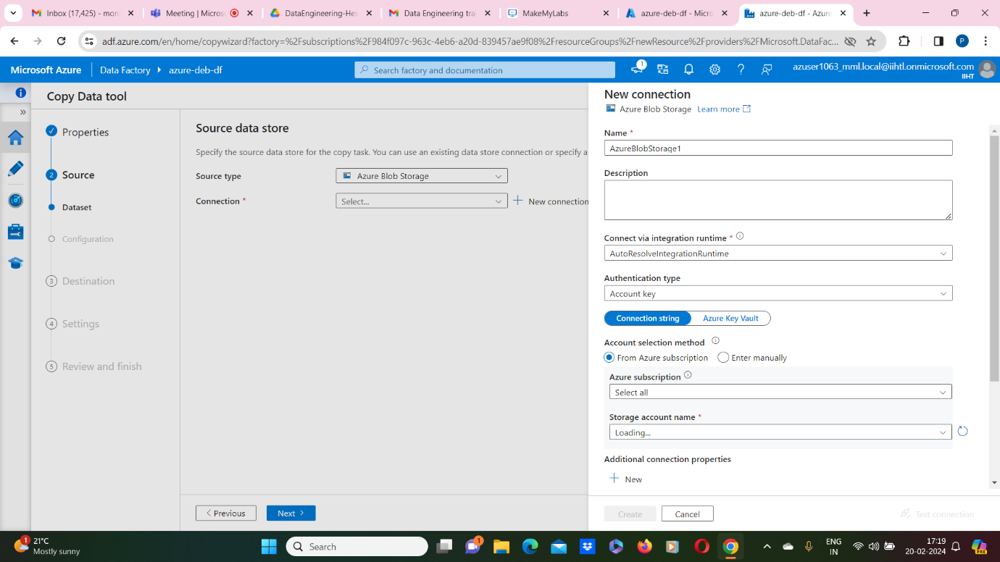 Inbox (17,425) - mon
Meeting | Micros
DataEngineering-Hex
Data Engineering trai
MakeMyLabs
azure-deb-df - Micro
azure-deb-df - Azure
adf.azure.com/en/home/copywizard?factory=%2Fsubscriptions%2F984f097c-963c-4eb6-a20d-839457ae9f08%2FresourceGroups%2FnewResource%2Fproviders%2FMicrosoft.DataFac...
P
Microsoft Azure
Data Factory
azure-deb-df
Search factory and documentation
1
azuser1063_mml.local@iihtl.onmicrosoft.com
IIHT
Copy Data tool
Properties
2 Source
Dataset
Configuration
3 Destination
4 Settings
5 Review and finish
Source data store
Specify the source data store for the copy task. You can use an existing data store connection or specify a
Source type
Azure Blob Storage
Connection *
Select...
New connection
Previous
Next
New connection
Azure Blob Storage Learn more
Name *
AzureBlobStorage1
Description
Connect via integration runtime *
AutoResolveIntegrationRuntime
Authentication type
Account key
Connection string
Azure Key Vault
Account selection method
From Azure subscription
Enter manually
Azure subscription
Select all
Storage account name *
Loading...
Additional connection properties
New
Create
Cancel
Test connection
1
21°C
Mostly sunny
Search
1
ENG
IN
17:19
20-02-2024
PRE